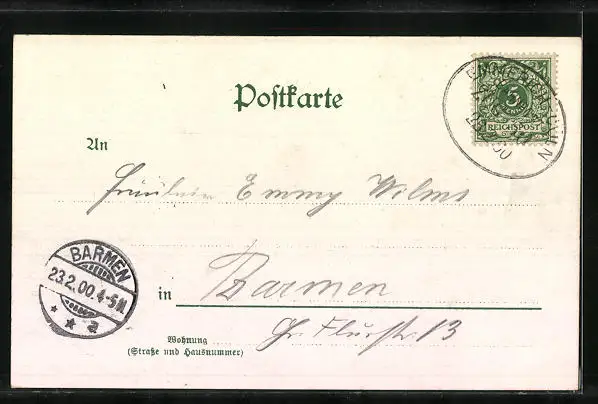 Postkarte
5
REICHSPOST
An
Fräulein Emmy Wilms
BARMEN
23.2.00.4-5 N.
* * a
in Barmen
Wohnung
(Straße und Hausnummer)
Gr. Flurstr. 13